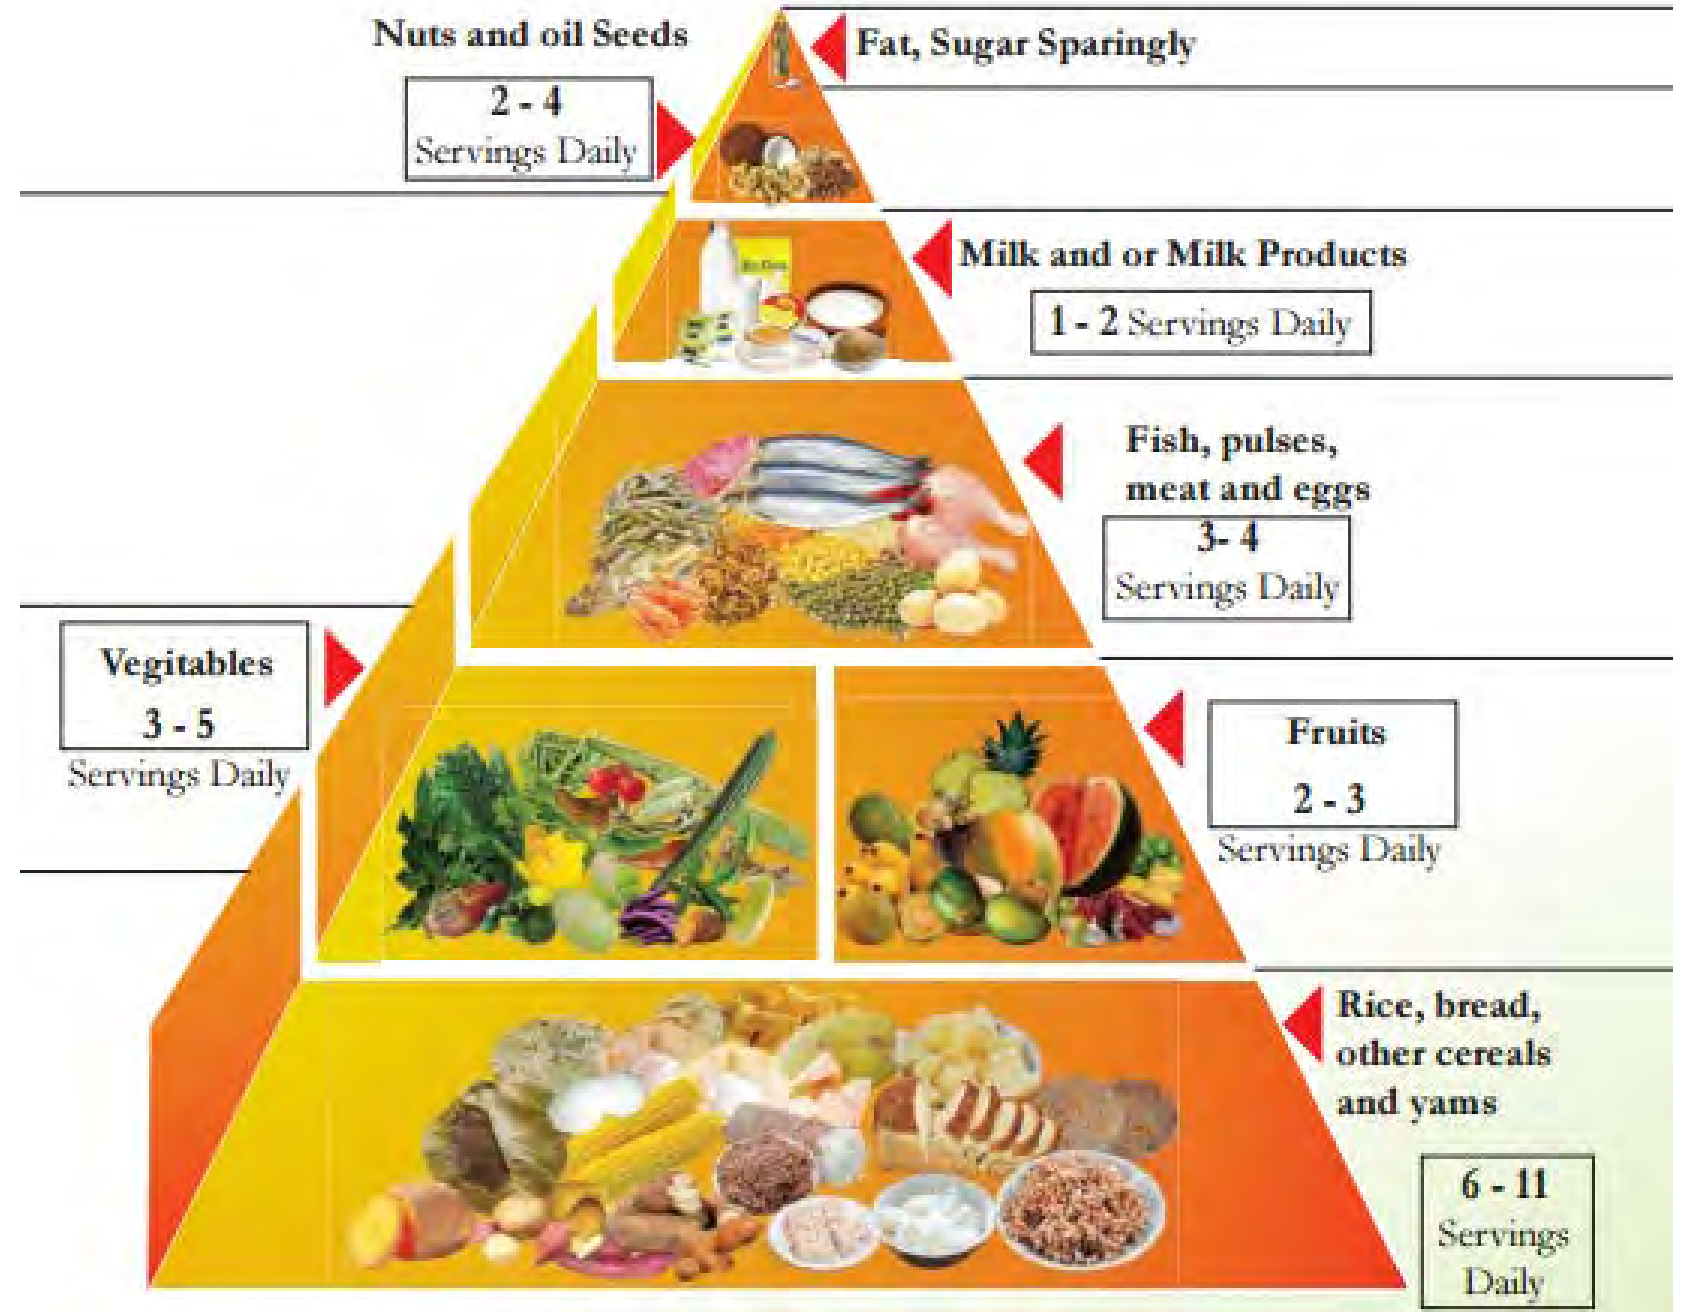 Nuts and oil Seeds
2 - 4
Servings Daily
Fat, Sugar Sparingly
Milk and or Milk Products
1 - 2 Servings Daily
Fish, pulses,
meat and eggs
3- 4
Servings Daily
Vegitables
3 - 5
Servings Daily
Fruits
2 - 3
Servings Daily
Rice, bread,
other cereals
and yams
6 - 11
Servings
Daily